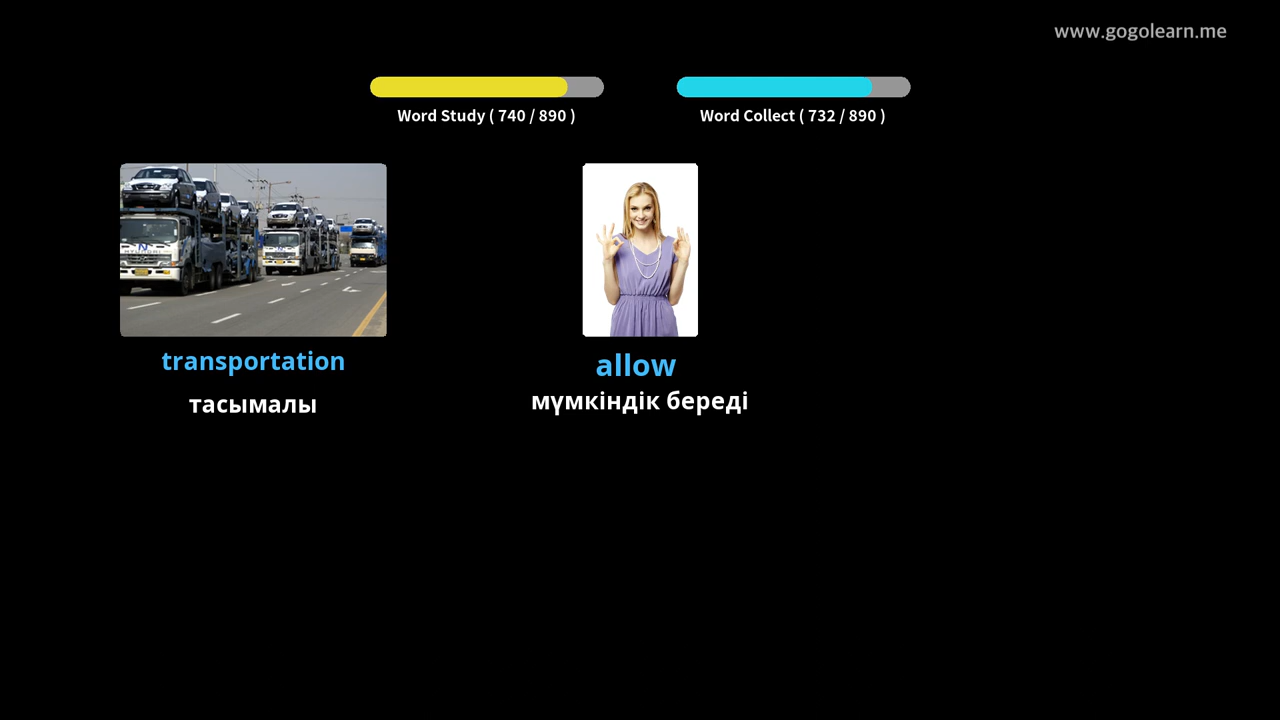 www.gogolearn.me
Word Study ( 740 / 890 )
Word Collect ( 732 / 890 )
transportation
тасымалы
allow
мүмкіндік береді